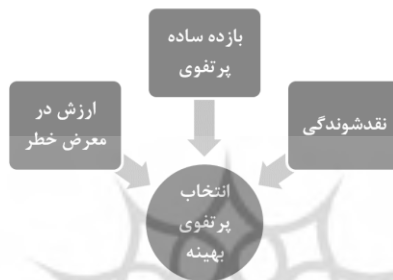 بازده ساده
پرتفوی
نقدشوندگی
ارزش در
معرض خطر
انتخاب
پرتفوی
بهینه